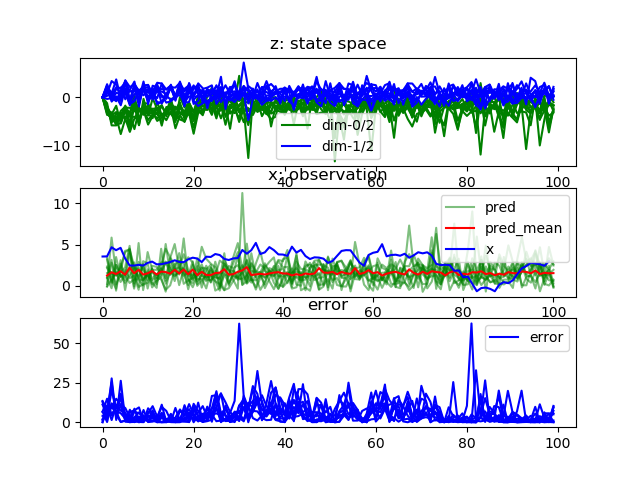 z: state space
0
−10
dim-0/2
dim-1/2
0 20 40 60 80 100
x: observation
10
5
0
pred
pred_mean
x
0 20 40 60 80 100
error
50
25
0
error
0 20 40 60 80 100